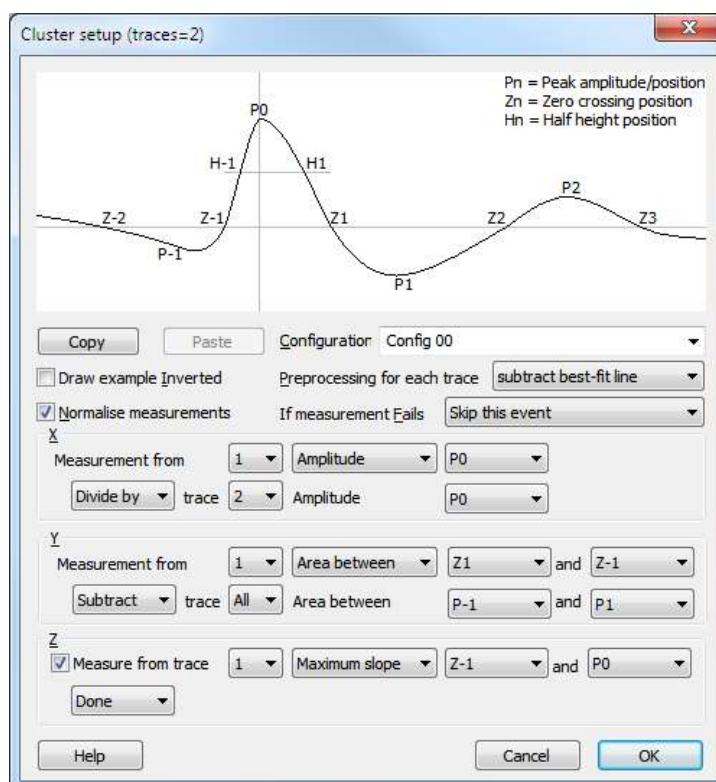 Cluster setup (traces=2)
x
Pn = Peak amplitude/position
Zn = Zero crossing position
Hn = Half height position
P0
H-1 H1
P2
Z-2 Z-1 Z1 Z2 Z3
P-1
P1
Copy Paste Configuration Config 00
Draw example Inverted Preprocessing for each trace subtract best-fit line
Normalise measurements If measurement Fails Skip this event
X
Measurement from 1 Amplitude P0
Divide by trace 2 Amplitude P0
Y
Measurement from 1 Area between Z1 and Z-1
Subtract trace All Area between P-1 and P1
Z
Measure from trace 1 Maximum slope Z-1 and P0
Done
Help Cancel OK